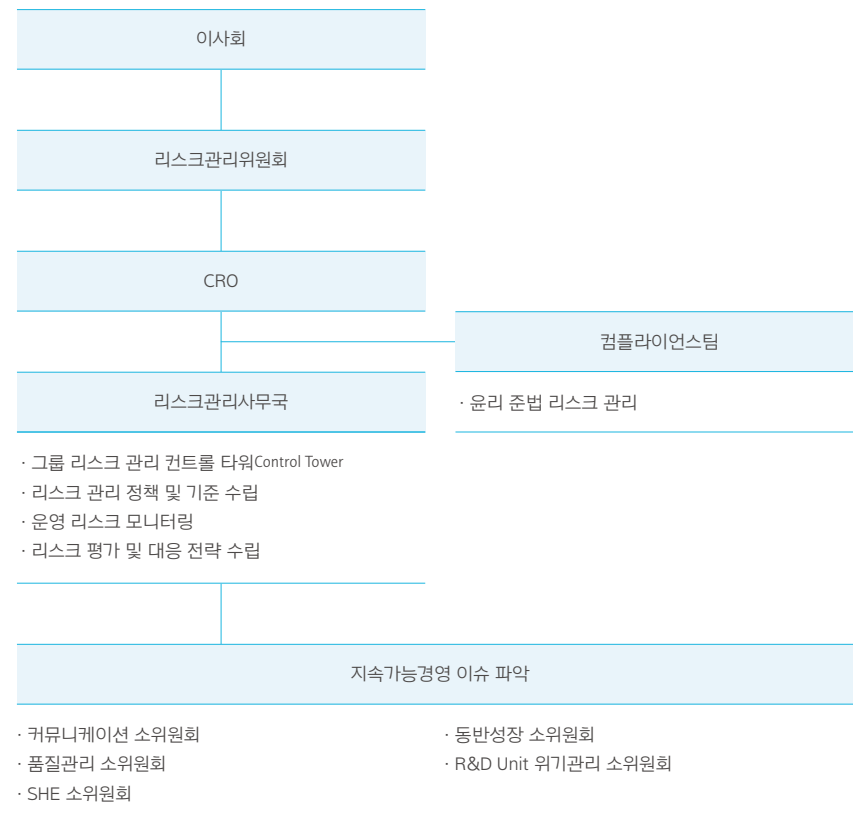 이사회
리스크관리위원회
CRO
컴플라이언스팀
· 윤리 준법 리스크 관리
리스크관리사무국
· 그룹 리스크 관리 컨트롤 타워Control Tower
· 리스크 관리 정책 및 기준 수립
· 운영 리스크 모니터링
· 리스크 평가 및 대응 전략 수립
지속가능경영 이슈 파악
· 커뮤니케이션 소위원회
· 품질관리 소위원회
· SHE 소위원회
· 동반성장 소위원회
· R&D Unit 위기관리 소위원회